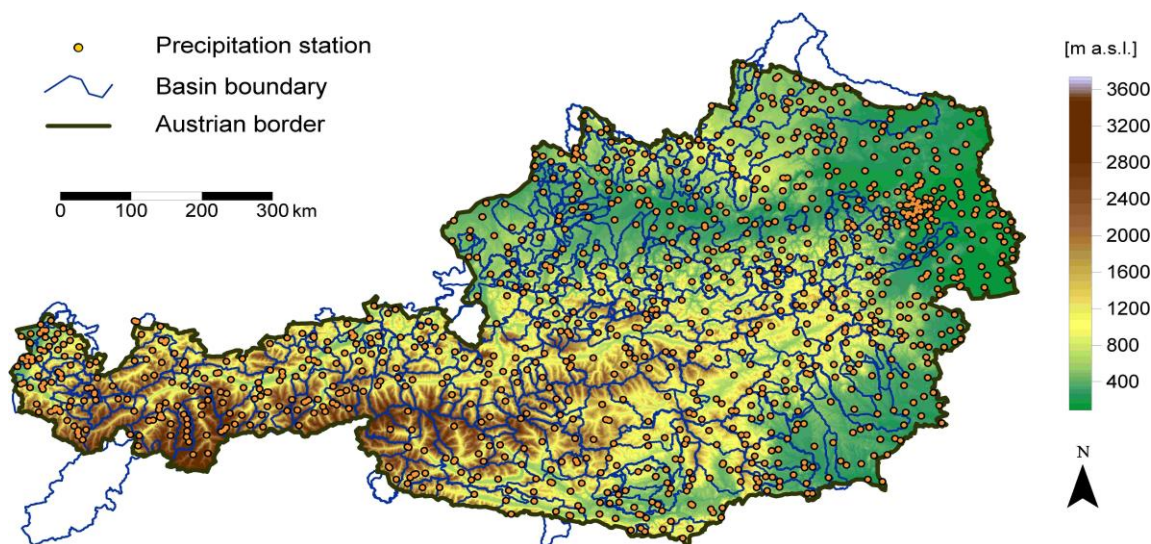 Precipitation station
Basin boundary
Austrian border
0 100 200 300 km
[m a.s.l.]
3600
3200
2800
2400
2000
1600
1200
800
400
N